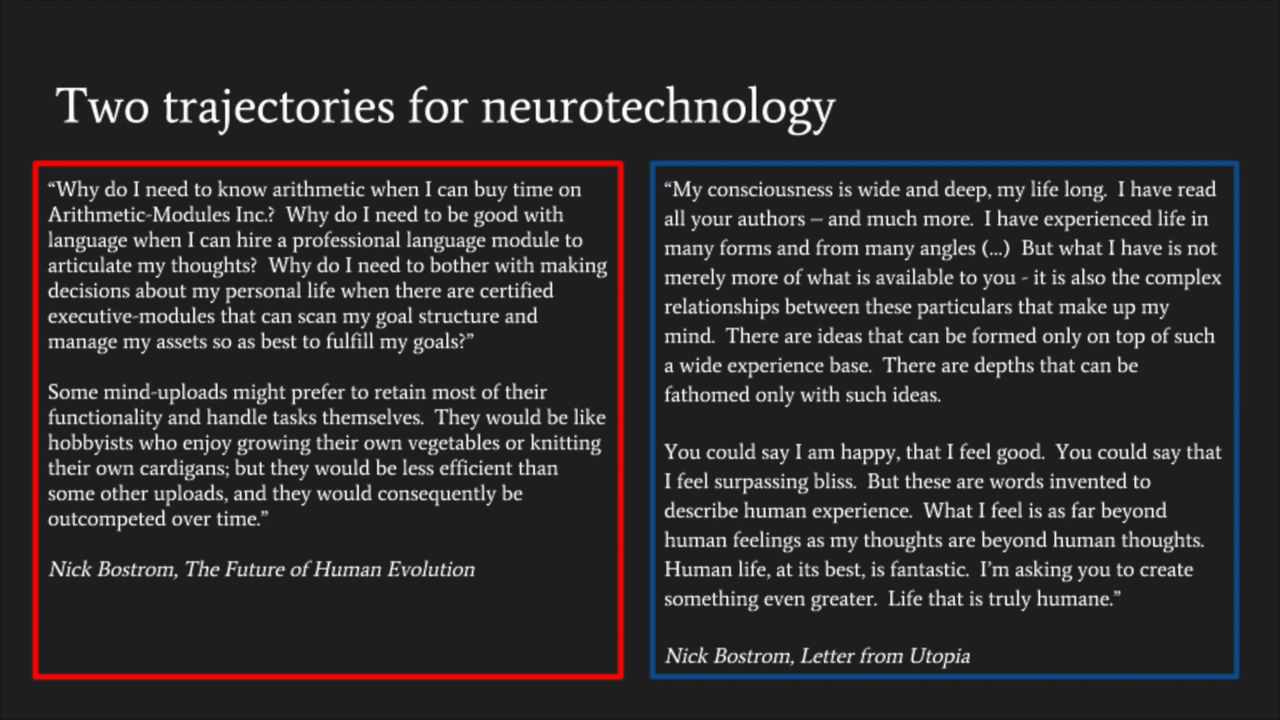 Two trajectories for neurotechnology
“Why do I need to know arithmetic when I can buy time on
Arithmetic-Modules Inc.? Why do I need to be good with
language when I can hire a professional language module to
articulate my thoughts? Why do I need to bother with making
decisions about my personal life when there are certified
executive-modules that can scan my goal structure and
manage my assets so as best to fulfill my goals?”
Some mind-uploads might prefer to retain most of their
functionality and handle tasks themselves. They would be like
hobbyists who enjoy growing their own vegetables or knitting
their own cardigans; but they would be less efficient than
some other uploads, and they would consequently be
outcompeted over time.”
Nick Bostrom, The Future of Human Evolution
“My consciousness is wide and deep, my life long. I have read
all your authors – and much more. I have experienced life in
many forms and from many angles (...) But what I have is not
merely more of what is available to you - it is also the complex
relationships between these particulars that make up my
mind. There are ideas that can be formed only on top of such
a wide experience base. There are depths that can be
fathomed only with such ideas.
You could say I am happy, that I feel good. You could say that
I feel surpassing bliss. But these are words invented to
describe human experience. What I feel is as far beyond
human feelings as my thoughts are beyond human thoughts.
Human life, at its best, is fantastic. I’m asking you to create
something even greater. Life that is truly humane.”
Nick Bostrom, Letter from Utopia